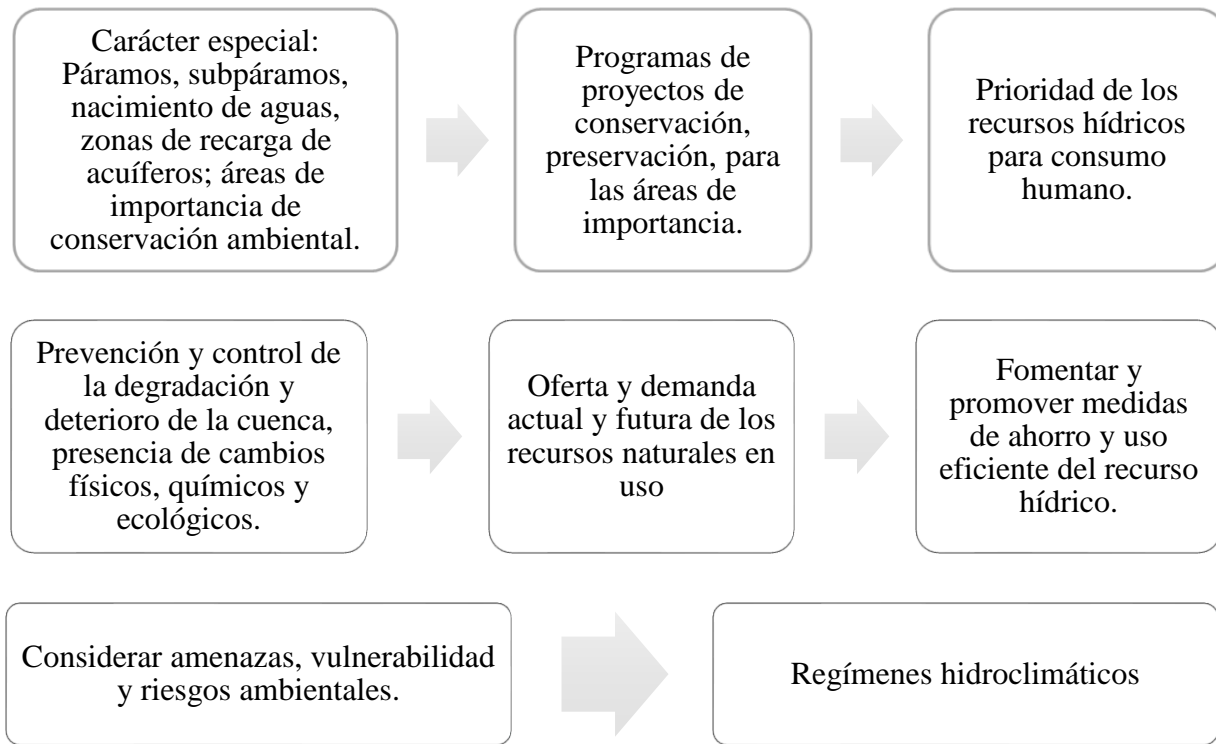 Carácter especial:
Páramos, subpáramos,
nacimiento de aguas,
zonas de recarga de
acuíferos; áreas de
importancia de
conservación ambiental.
Programas de
proyectos de
conservación,
preservación, para
las áreas de
importancia.
Prioridad de los
recursos hídricos
para consumo
humano.
Prevención y control de
la degradación y
deterioro de la cuenca,
presencia de cambios
físicos, químicos y
ecológicos.
Oferta y demanda
actual y futura de los
recursos naturales en
uso
Fomentar y
promover medidas
de ahorro y uso
eficiente del recurso
hídrico.
Considerar amenazas, vulnerabilidad
y riesgos ambientales.
Regímenes hidroclimáticos